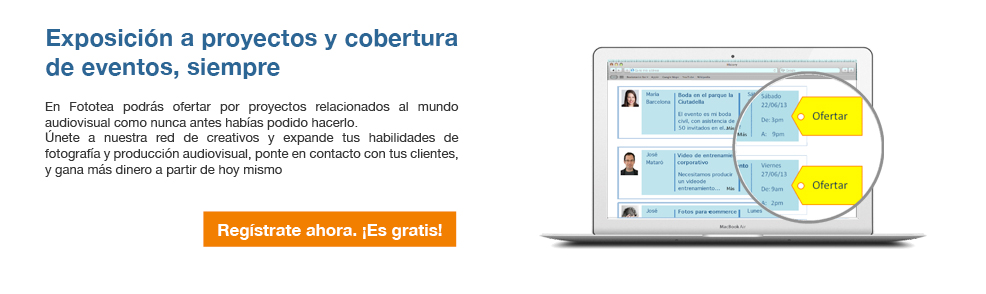 Exposición a proyectos y cobertura
de eventos, siempre
En Fototea podrás ofertar por proyectos relacionados al mundo
audiovisual como nunca antes habías podido hacerlo.
Únete a nuestra red de creativos y expande tus habilidades de
fotografía y producción audiovisual, ponte en contacto con tus clientes,
y gana más dinero a partir de hoy mismo
Regístrate ahora. ¡Es gratis!
Maria
Barcelona
Boda en el parque la
Ciutadella
El evento es mi boda
civil, con asistencia de
50 invitados en el... Más
Más
Sábado
22/06/13
De: 3pm
A: 9pm
Ofertar
José
Mataro
Video de entrenamiento
corporativo
Necesitamos producir
un videode
entrenamiento... Más
Viernes
27/06/13
De: 9am
A: 2pm
Ofertar
José
Fotos para ecommerce
Lunes
MacBook Air